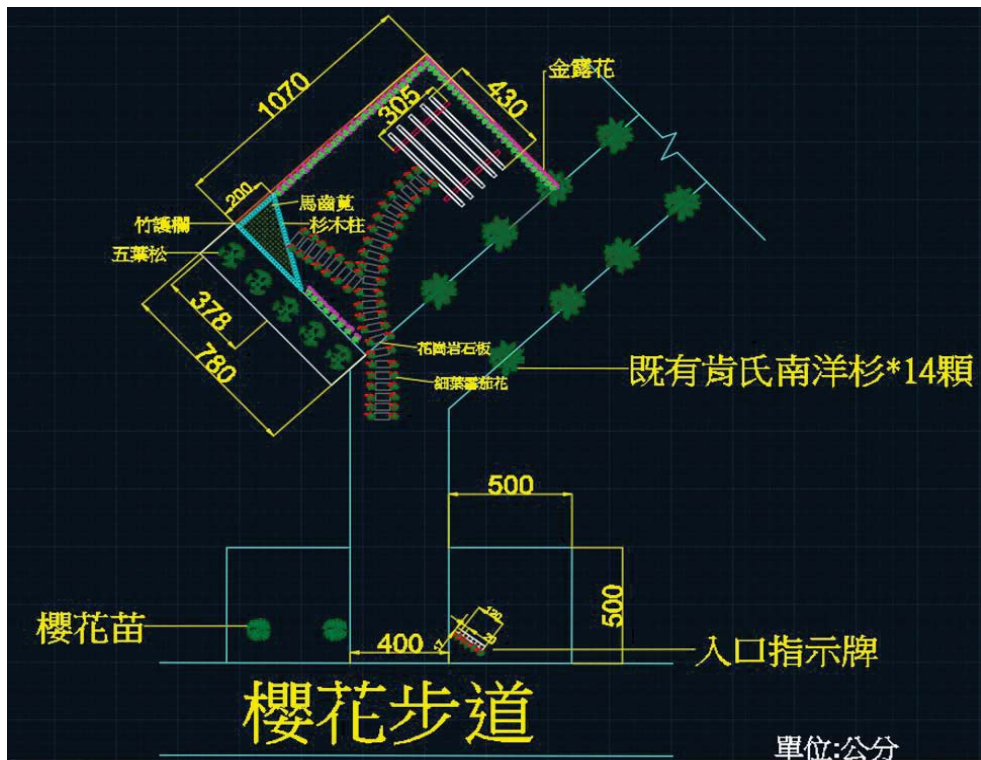 1070
305
430
金露花
200
馬齒莧
杉木柱
竹護欄
五葉松
378
780
花崗岩石板
細葉雪茄花
既有肯氏南洋杉*14顆
500
500
120
20
櫻花苗
400
入口指示牌
櫻花步道
單位:公分